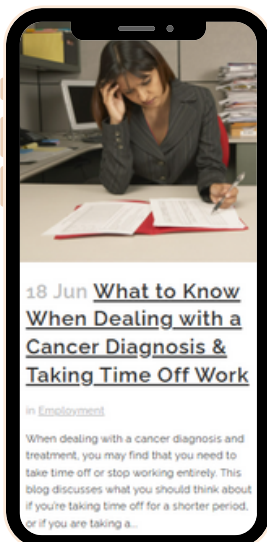 18 Jun What to Know
When Dealing with a
Cancer Diagnosis &
Taking Time Off Work
in Employment
When dealing with a cancer diagnosis and
treatment, you may find that you need to
take time off or stop working entirely. This
blog discusses what you should think about
if you're taking time off for a shorter period,
or if you are taking a...